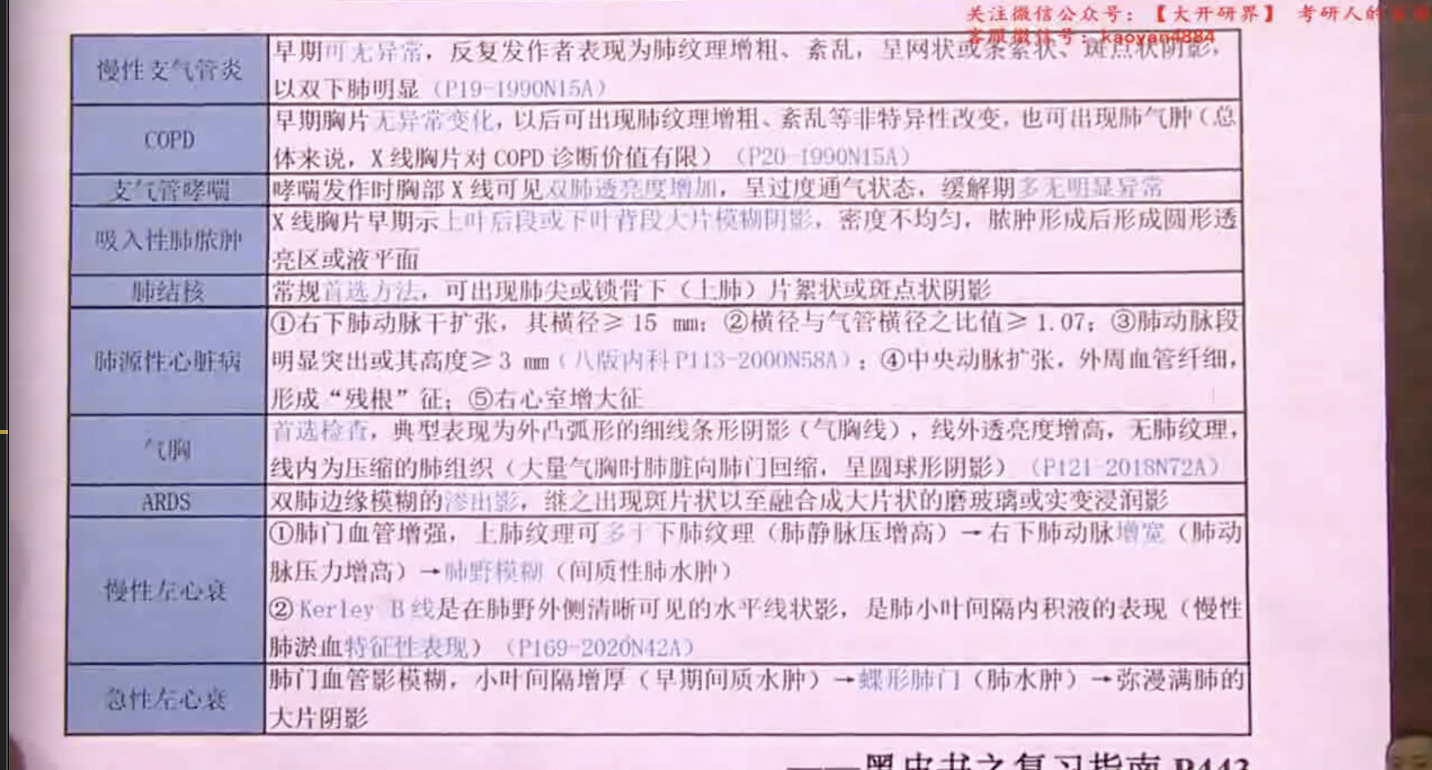 关注微信公众号：【大开研界】 考研人的
客服微信号：kaoyan4884
慢性支气管炎
早期可无异常，反复发作者表现为肺纹理增粗、紊乱，呈网状或条索状、斑点状阴影，
以双下肺明显（P19-1990N15A）
COPD
早期胸片无异常变化，以后可出现肺纹理增粗、紊乱等非特异性改变，也可出现肺气肿（总
体来说，X 线胸片对 COPD 诊断价值有限）（P20-1990N15A）
支气管哮喘
哮喘发作时胸部 X 线可见双肺透亮度增加，呈过度通气状态，缓解期多无明显异常
吸入性肺脓肿
X 线胸片早期示上叶后段或下叶背段大片模糊阴影，密度不均匀，脓肿形成后形成圆形透
亮区或液平面
肺结核
常规首选方法，可出现肺尖或锁骨下（上肺）片絮状或斑点状阴影
肺源性心脏病
①右下肺动脉干扩张，其横径≥15 mm；②横径与气管横径之比值≥1.07；③肺动脉段
明显突出或其高度≥3 mm（八版内科 P113-2000N58A）；④中央动脉扩张，外周血管纤细，
形成“残根”征；⑤右心室增大征
气胸
首选检查，典型表现为外凸弧形的细线条形阴影（气胸线），线外透亮度增高，无肺纹理，
线内为压缩的肺组织（大量气胸时肺脏向肺门回缩，呈圆球形阴影）（P121-2018N72A）
ARDS
双肺边缘模糊的渗出影，继之出现斑片状以至融合成大片状的磨玻璃或实变浸润影
慢性左心衰
①肺门血管增强，上肺纹理可多于下肺纹理（肺静脉压增高）→右下肺动脉增宽（肺动
脉压力增高）→肺野模糊（间质性肺水肿）
②Kerley B 线是在肺野外侧清晰可见的水平线状影，是肺小叶间隔内积液的表现（慢性
肺淤血特征性表现）（P169-2020N42A）
急性左心衰
肺门血管影模糊，小叶间隔增厚（早期间质水肿）→蝶形肺门（肺水肿）→弥漫满肺的
大片阴影
——黑皮书之复习指南 P443